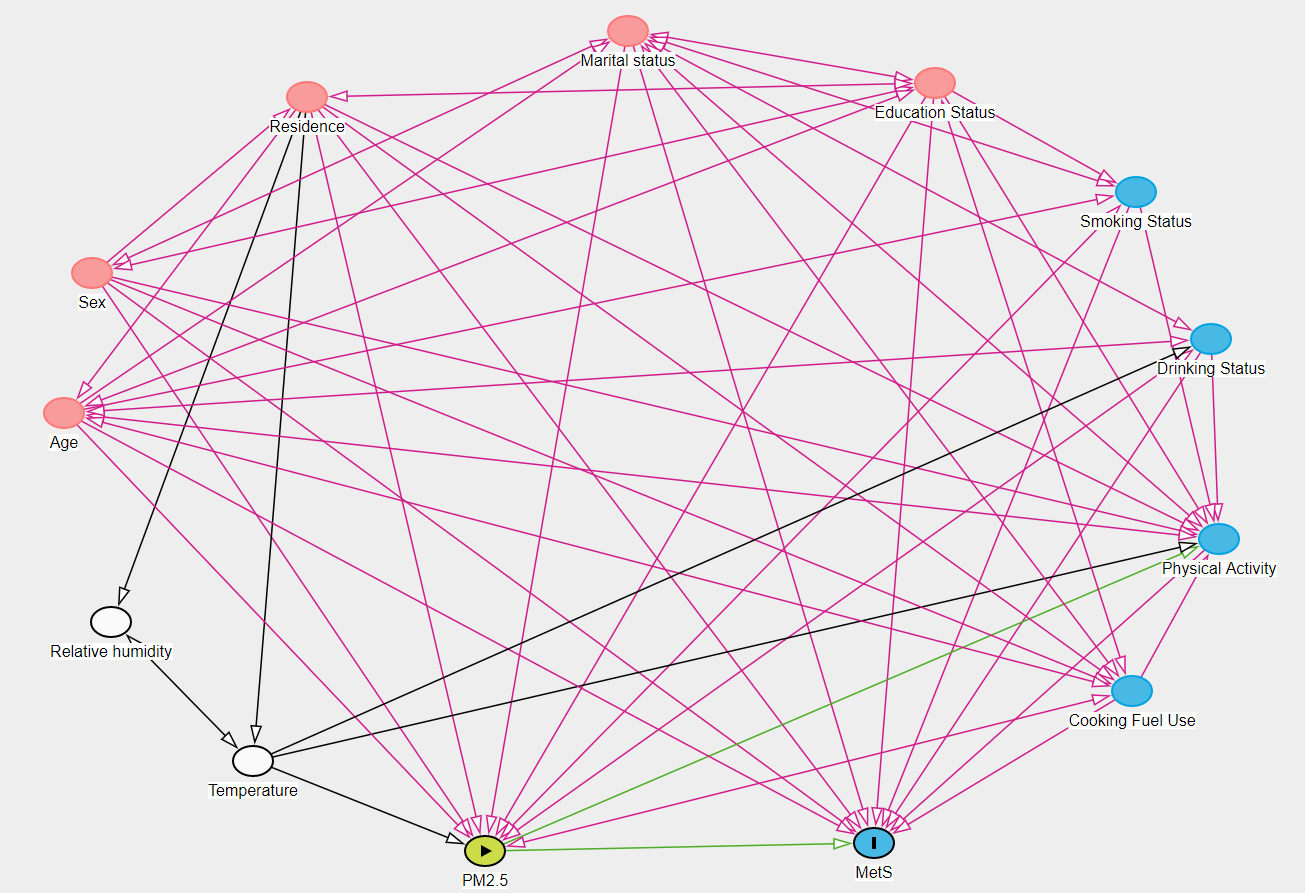 Marital status
Education Status
Residence
Smoking Status
Sex
Drinking Status
Age
Physical Activity
Relative humidity
Cooking Fuel Use
Temperature
PM2.5
MetS